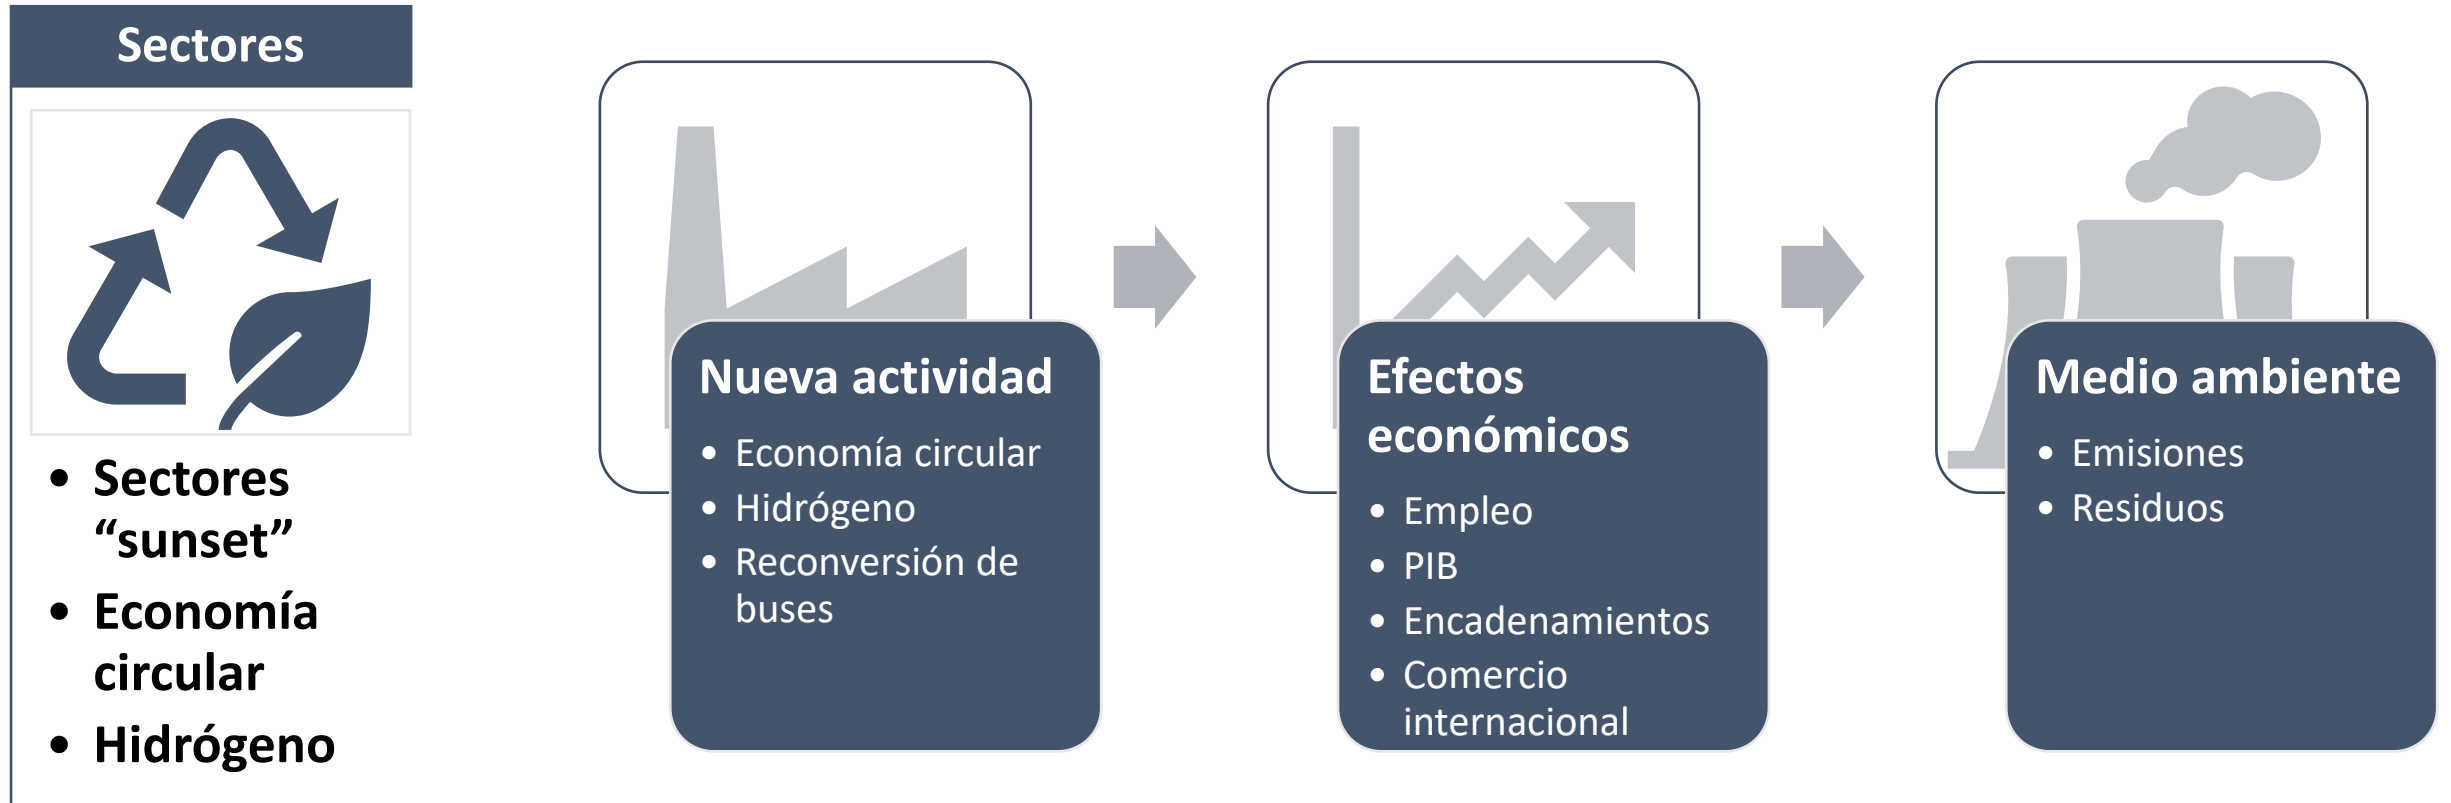 Sectores
• Sectores
“sunset”
• Economía
circular
• Hidrógeno
Nueva actividad
• Economía circular
• Hidrógeno
• Reconversión de
buses
Efectos
económicos
• Empleo
• PIB
• Encadenamientos
• Comercio
internacional
Medio ambiente
• Emisiones
• Residuos